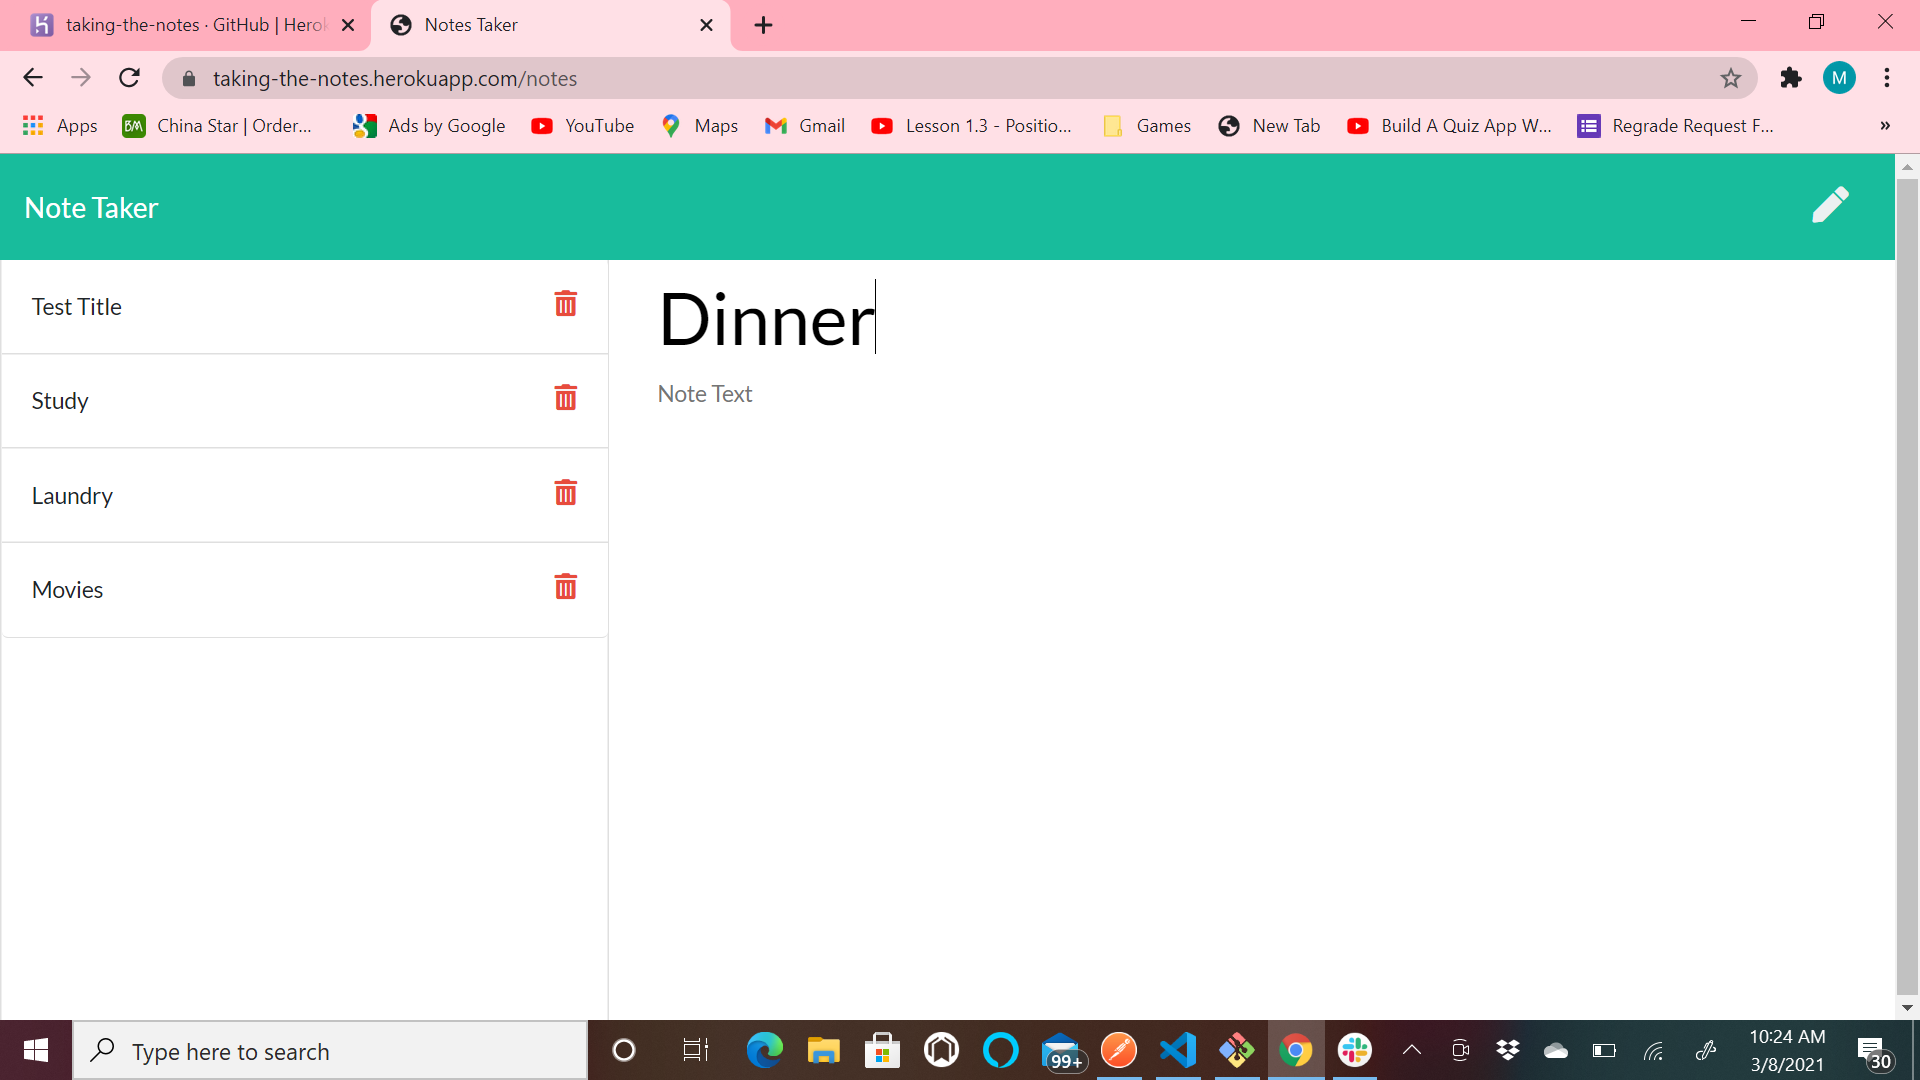 taking-the-notes · GitHub | Herok
Notes Taker
taking-the-notes.herokuapp.com/notes
M
Apps
BM
China Star | Order...
Ads by Google
YouTube
Maps
Gmail
Lesson 1.3 - Positio...
Games
New Tab
Build A Quiz App W...
Regrade Request F...
»
Note Taker
Test Title
Study
Laundry
Movies
Dinner
Note Text
Type here to search
99+
10:24 AM
3/8/2021
30